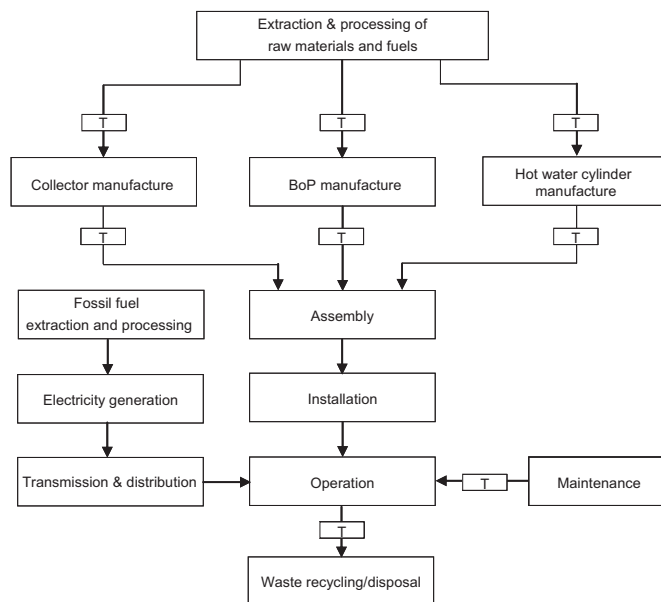 Extraction & processing of
raw materials and fuels
T
T
T
Collector manufacture
BoP manufacture
Hot water cylinder
manufacture
T
T
T
Fossil fuel
extraction and processing
Assembly
Electricity generation
Installation
Transmission & distribution
Operation
T
Maintenance
T
Waste recycling/disposal